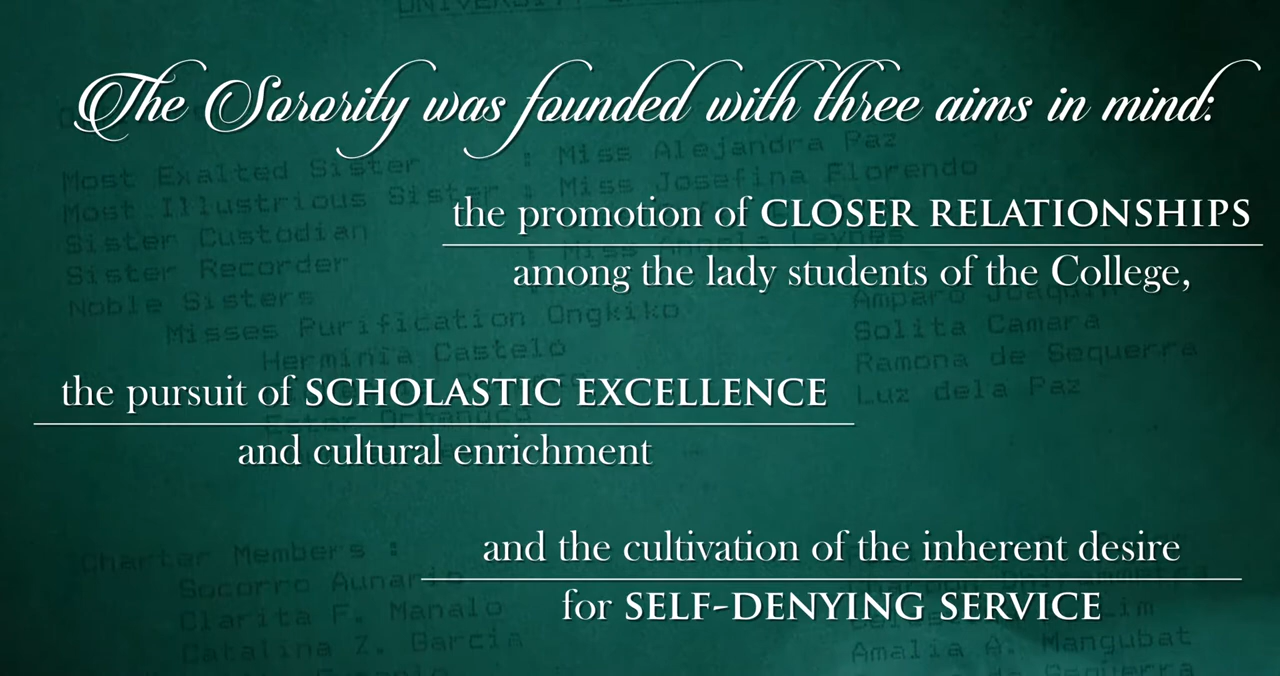 The Sorority was founded with three aims in mind:
Most Exalted Sister : Miss Alejandra Paz
Most Illustrious Sister : Miss Josefina Florendo
the promotion of CLOSER RELATIONSHIPS
Sister Custodian
Sister Recorder
among the lady students of the College,
Noble Sisters
Misses Purification Ongkiko
Solita Camara
Herminia Castelo
Ramona de Sequerra
the pursuit of SCHOLASTIC EXCELLENCE
Luz dela Paz
and cultural enrichment
Charter Members :
and the cultivation of the inherent desire
Socorro Aunario
for SELF-DENYING SERVICE
Clarita F. Manalo
Catalina Z. Garcia
Amalia A. Mangubat